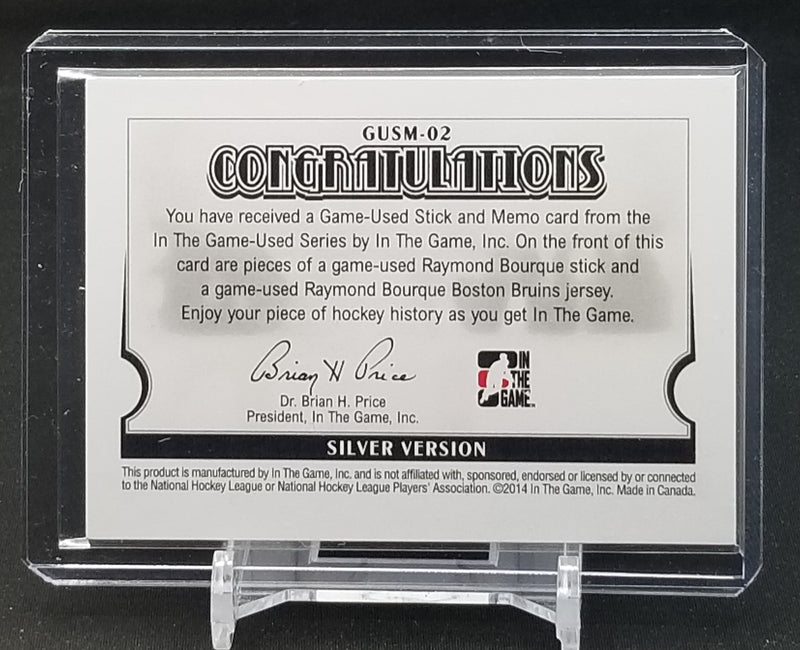 GUSM-02
CONGRATULATIONS
You have received a Game-Used Stick and Memo card from the
In The Game-Used Series by In The Game, Inc. On the front of this
card are pieces of a game-used Raymond Bourque stick and
a game-used Raymond Bourque Boston Bruins jersey.
Enjoy your piece of hockey history as you get In The Game.
Brian H Price
Dr. Brian H. Price
President, In The Game, Inc.
IN
THE
GAME
SILVER VERSION
This product is manufactured by In The Game, Inc. and is not affiliated with, sponsored, endorsed or licensed by or connected
to the National Hockey League or National Hockey League Players' Association. ©2014 In The Game, Inc. Made in Canada.